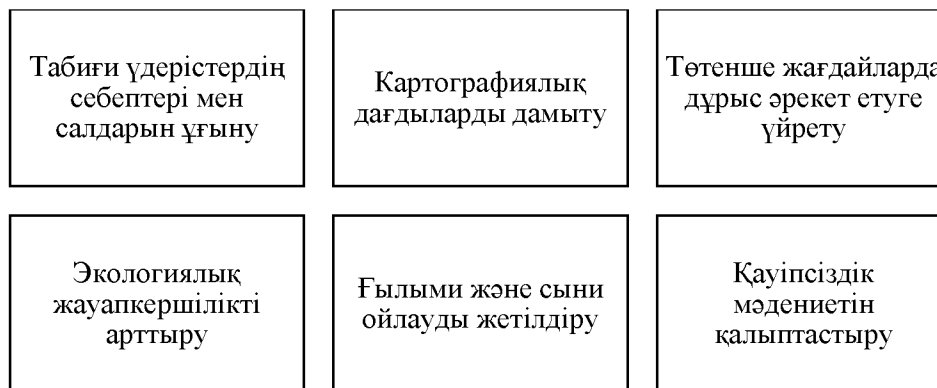 Табиғи үдерістердің
себептері мен
салдарын ұғыну
Картографиялық
дағдыларды дамыту
Төтенше жағдайларда
дұрыс әрекет етуге
үйрету
Экологиялық
жауапкершілікті
арттыру
Ғылыми және сыни
ойлауды жетілдіру
Қауіпсіздік
мәдениетін
қалыптастыру